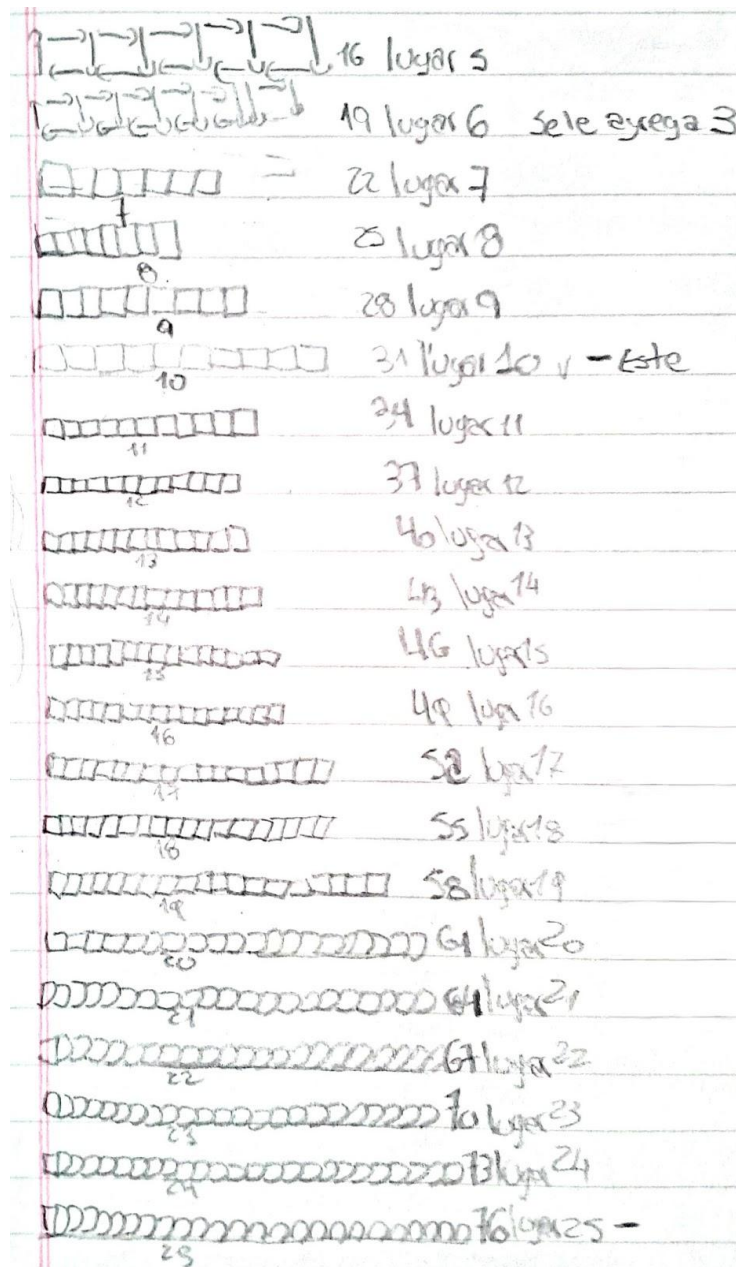 16 lugar 5
19 lugar 6 Se le agrega 3
22 lugar 7
7
25 lugar 8
8
28 lugar 9
9
31 lugar 10 - Este
10
34 lugar 11
11
37 lugar 12
12
40 lugar 13
13
43 lugar 14
14
46 lugar 15
15
49 lugar 16
16
52 lugar 17
17
55 lugar 18
18
58 lugar 19
19
61 lugar 20
20
64 lugar 21
21
67 lugar 22
22
70 lugar 23
23
73 lugar 24
24
76 lugar 25 -
25